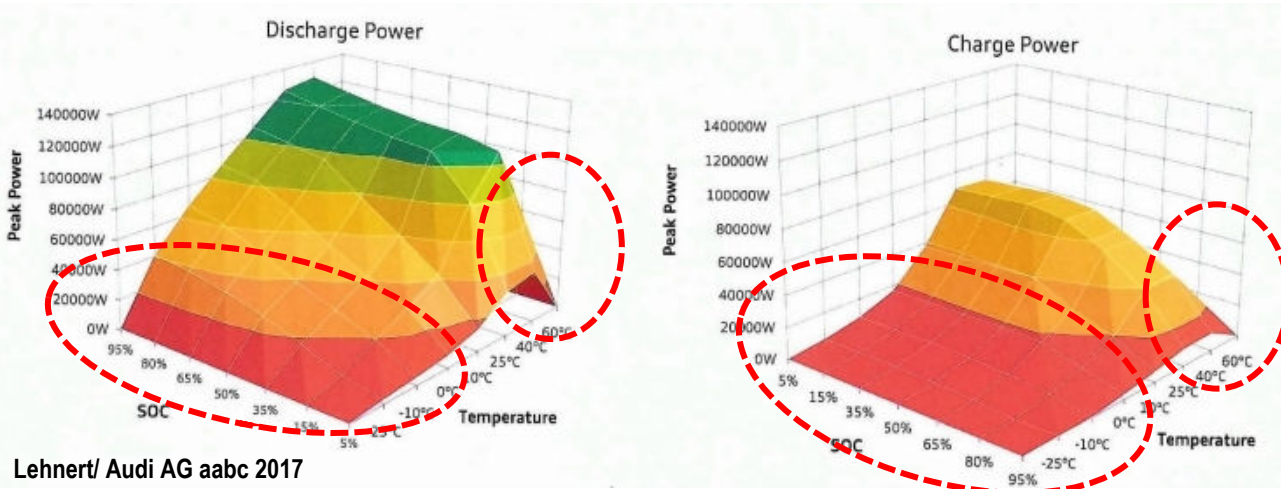 Discharge Power
140000W
120000W
100000W
80000W
60000W
40000W
20000W
0W
Peak Power
95%
80%
65%
50%
35%
15%
5%
SOC
-10°C
0°C
10°C
25°C
40°C
60°C
Temperature
Lehnert/ Audi AG aabc 2017
Charge Power
140000W
120000W
100000W
80000W
60000W
40000W
20000W
0W
Peak Power
5%
15%
35%
50%
65%
80%
95%
SOC
-25°C
-10°C
0°C
10°C
25°C
40°C
60°C
Temperature